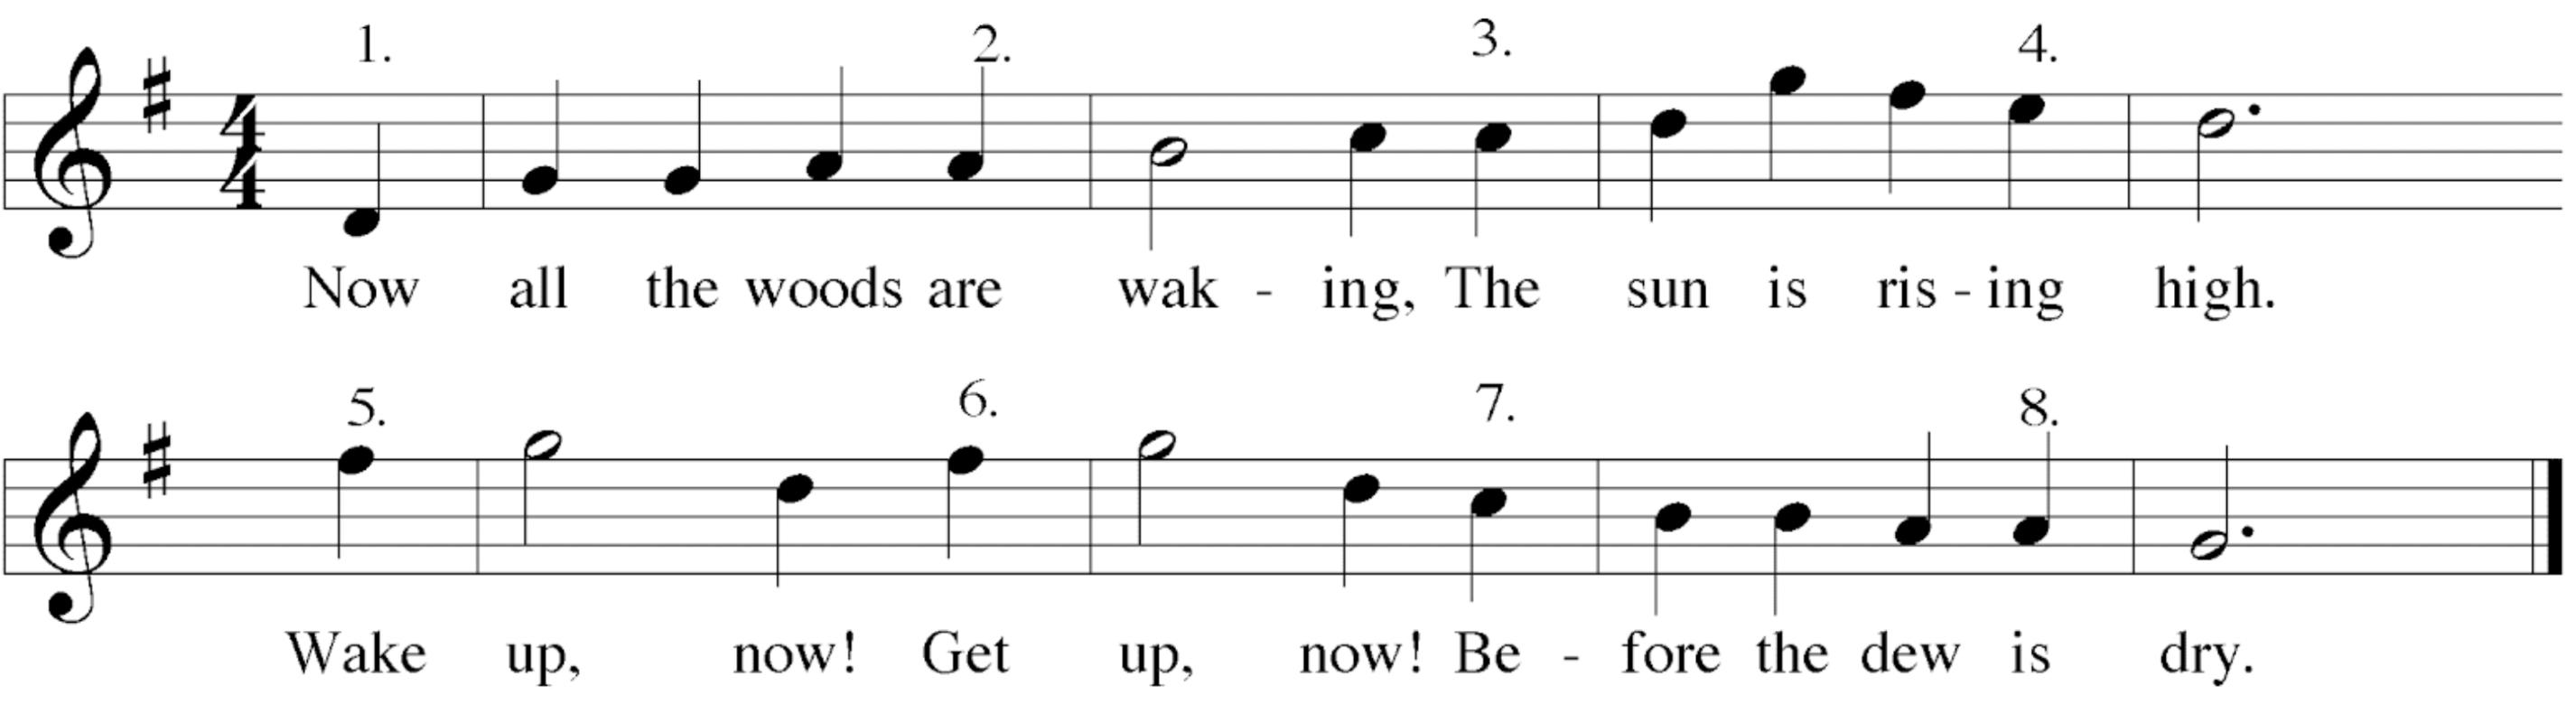 1. 2. 3. 4.
4
4
Now all the woods are wak - ing, The sun is ris - ing high.
5. 6. 7. 8.
Wake up, now! Get up, now! Be - fore the dew is dry.